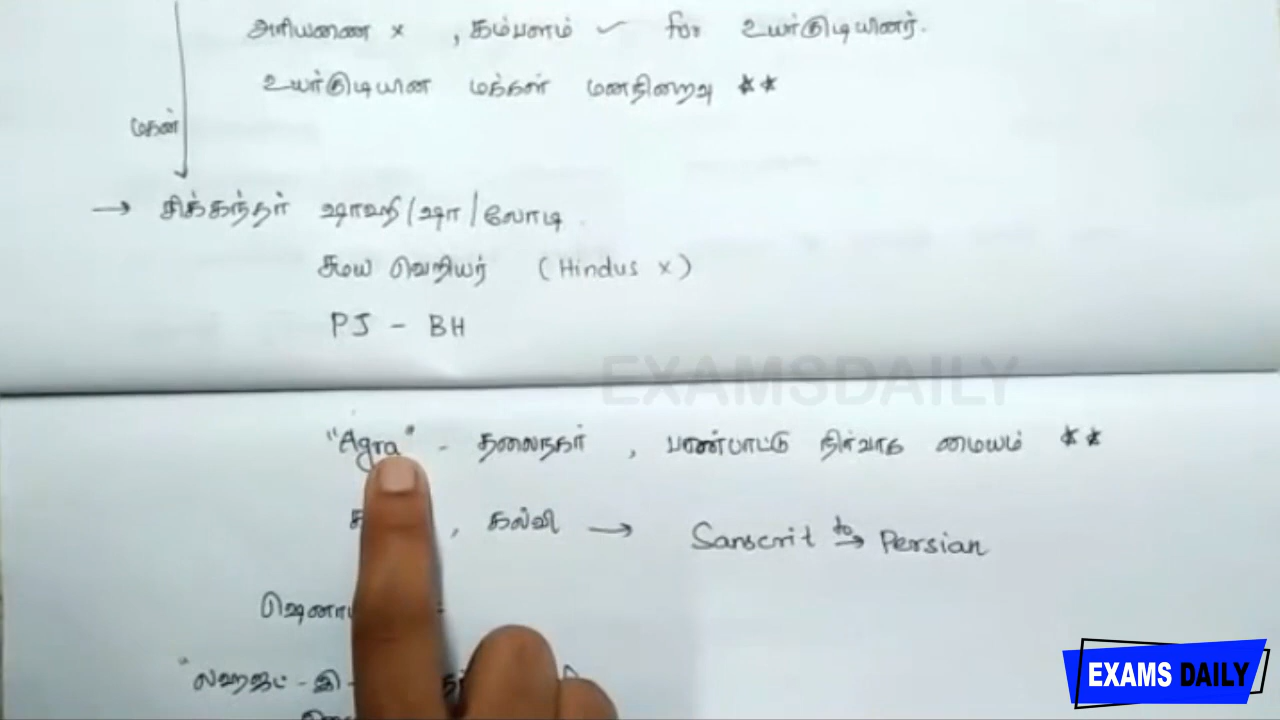 அரியணை x , கம்பளம் ✓ for உயர்குடியினர்.
உயர்குடியின மக்கள் மனநிறைவு **
மகன்
→ சிக்கந்தர் ஷாஹி/ஷா/லோடி
சமய வெறியர் (Hindus x)
PJ - BH
EXAMSDAILY
"Agra" - தலைநகர் , பண்பாட்டு நிர்வாக மையம் **
, கல்வி → Sanscrit to → Persian
"லஹஜட் - இ -
EXAMS DAILY